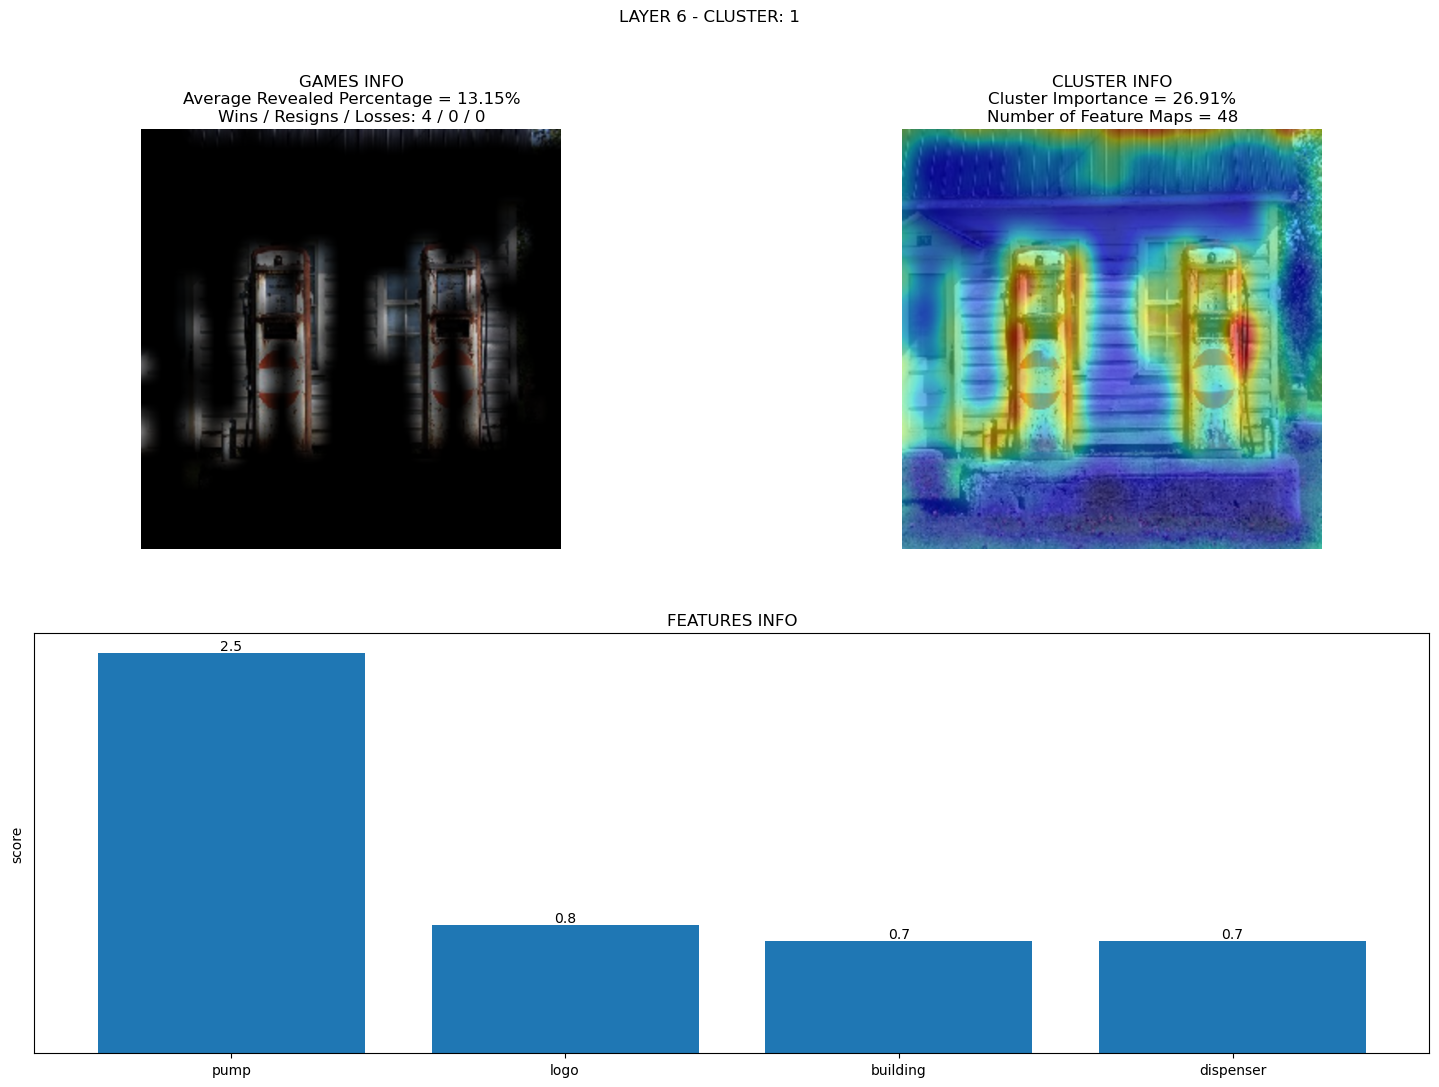 LAYER 6 - CLUSTER: 1
GAMES INFO
Average Revealed Percentage = 13.15%
Wins / Resigns / Losses: 4 / 0 / 0
CLUSTER INFO
Cluster Importance = 26.91%
Number of Feature Maps = 48
FEATURES INFO
score
2.5
0.8
0.7
0.7
pump
logo
building
dispenser